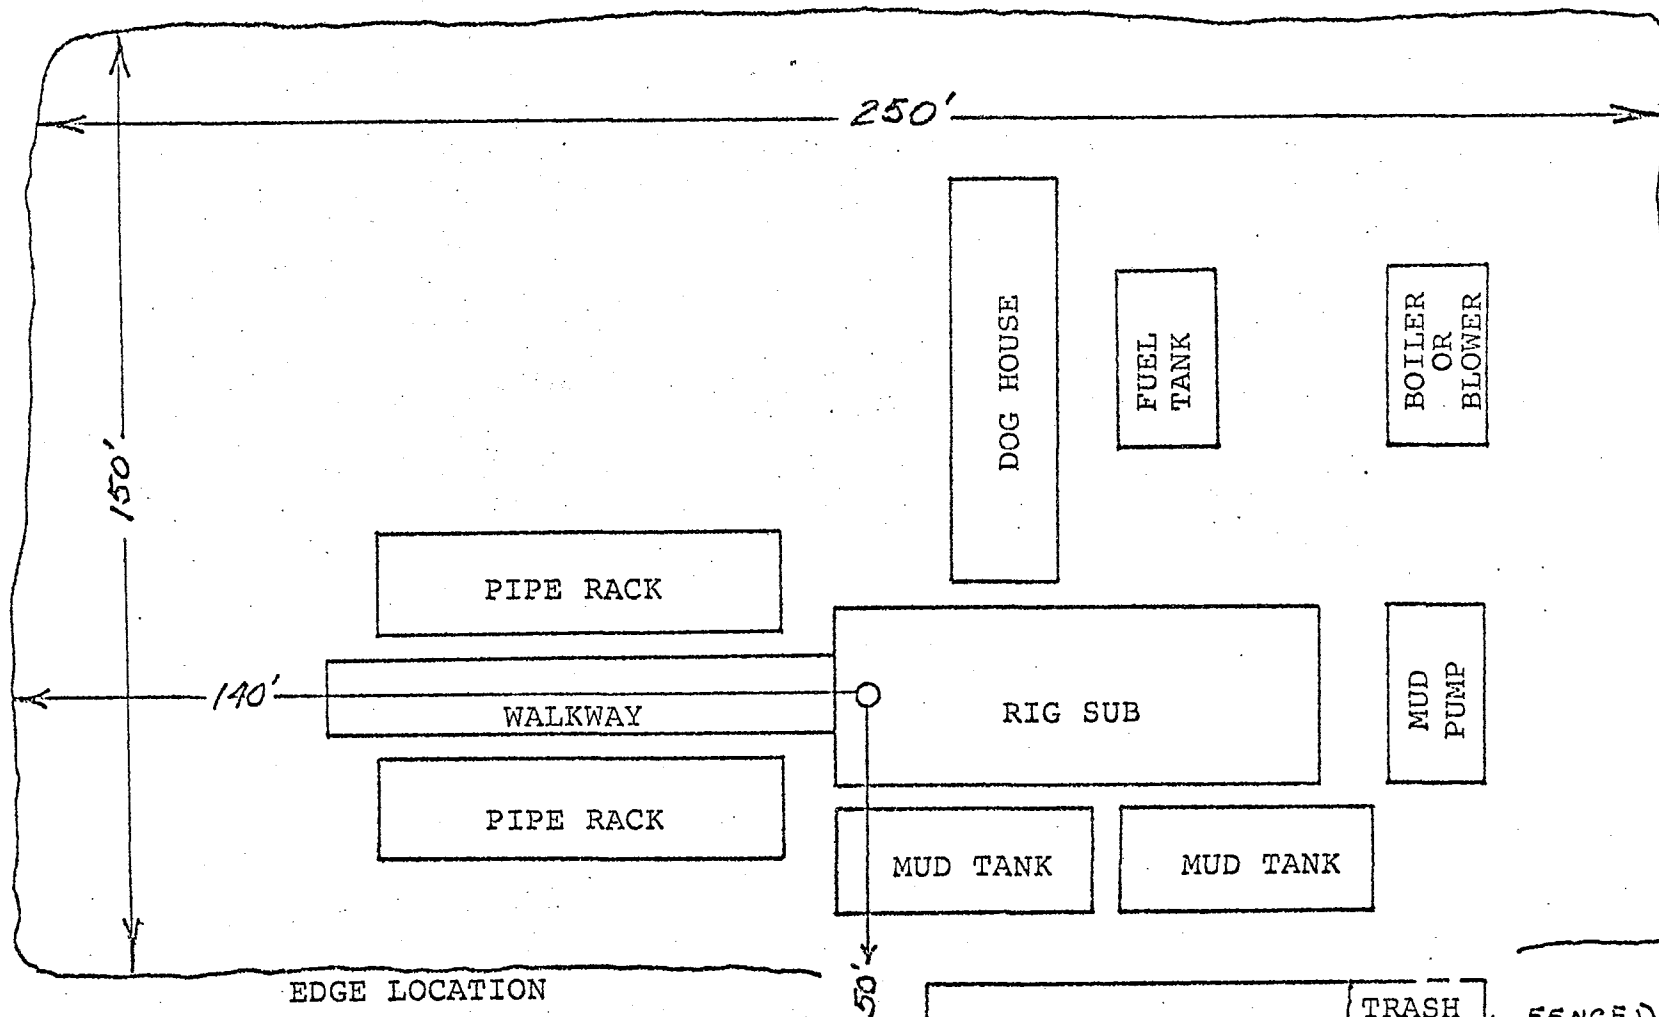 250'
DOG HOUSE
FUEL
TANK
BOILER
OR
BLOWER
150'
PIPE RACK
140'
WALKWAY
RIG SUB
MUD
PUMP
PIPE RACK
MUD TANK
MUD TANK
EDGE LOCATION
50'
TRASH
FENCED